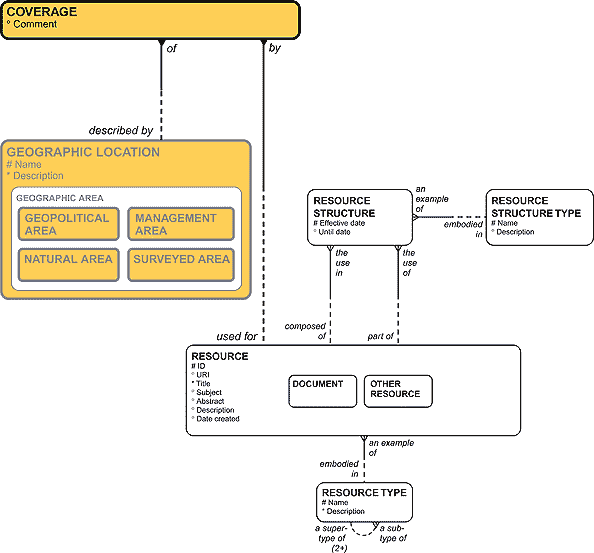 COVERAGE
° Comment
of
by
described by
GEOGRAPHIC LOCATION
# Name
* Description
GEOGRAPHIC AREA
GEOPOLITICAL
AREA
MANAGEMENT
AREA
NATURAL AREA
SURVEYED AREA
RESOURCE
STRUCTURE
# Effective date
° Until date
an
example
of
embodied
in
RESOURCE
STRUCTURE TYPE
# Name
° Description
the
use
in
the
use
of
used for
composed
of
part of
RESOURCE
# ID
° URI
* Title
° Subject
° Abstract
° Description
° Date created
DOCUMENT
OTHER
RESOURCE
an example
of
embodied
in
RESOURCE TYPE
# Name
* Description
a super-
type of
(2+)
a sub-
type of